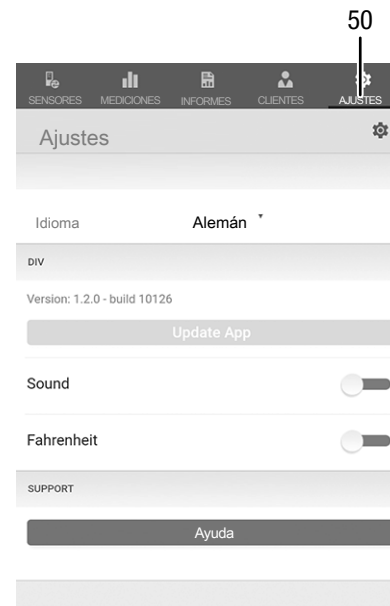 50
SENSORES MEDICIONES INFORMES CLIENTES AJUSTES
Ajustes
Idioma Alemán
DIV
Version: 1.2.0 - build 10126
Update App
Sound
Fahrenheit
SUPPORT
Ayuda